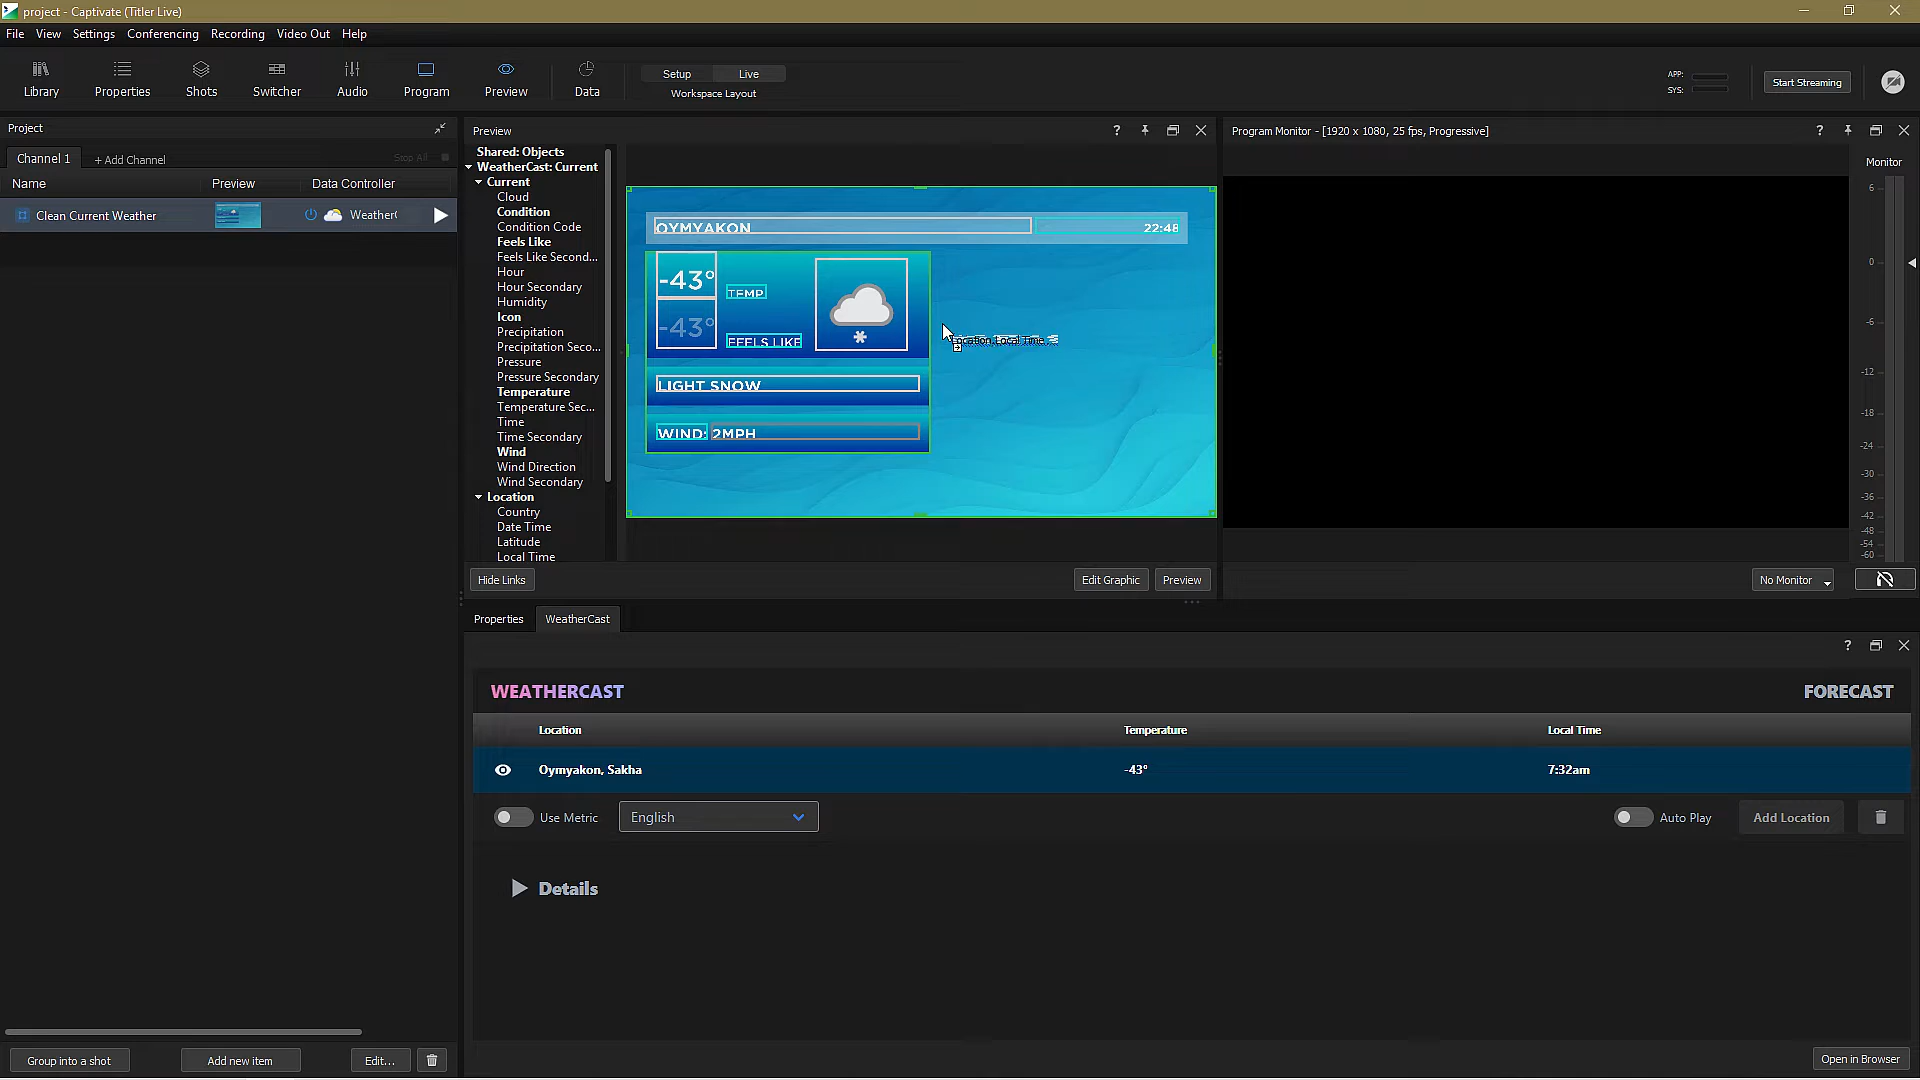 project - Captivate (Titler Live)
File View Settings Conferencing Recording Video Out Help
Library Properties Shots Switcher Audio Program Preview Data
Setup Live
Workspace Layout
APP:
SYS:
Start Streaming
Project
Channel 1 + Add Channel Stop All
Name Preview Data Controller
Clean Current Weather Weather
Preview ?
Shared: Objects
WeatherCast: Current
Current
Cloud
Condition
Condition Code
Feels Like
Feels Like Second...
Hour
Hour Secondary
Humidity
Icon
Precipitation
Precipitation Seco...
Pressure
Pressure Secondary
Temperature
Temperature Sec...
Time
Time Secondary
Wind
Wind Direction
Wind Secondary
Location
Country
Date Time
Latitude
Local Time
OYMYAKON 22:48
-43°
TEMP
-43°
FEELS LIKE
LIGHT SNOW
WIND: 2MPH
Location, Local Time,
Hide Links Edit Graphic Preview
Program Monitor - [1920 x 1080, 25 fps, Progressive] ?
Monitor
6
0
-6
-12
-18
-24
-30
-36
-42
-48
-54
-60
No Monitor
Properties WeatherCast
?
WEATHERCAST FORECAST
Location Temperature Local Time
Oymyakon, Sakha -43° 7:32am
Use Metric English Auto Play Add Location
Details
Group into a shot Add new item Edit...
Open in Browser